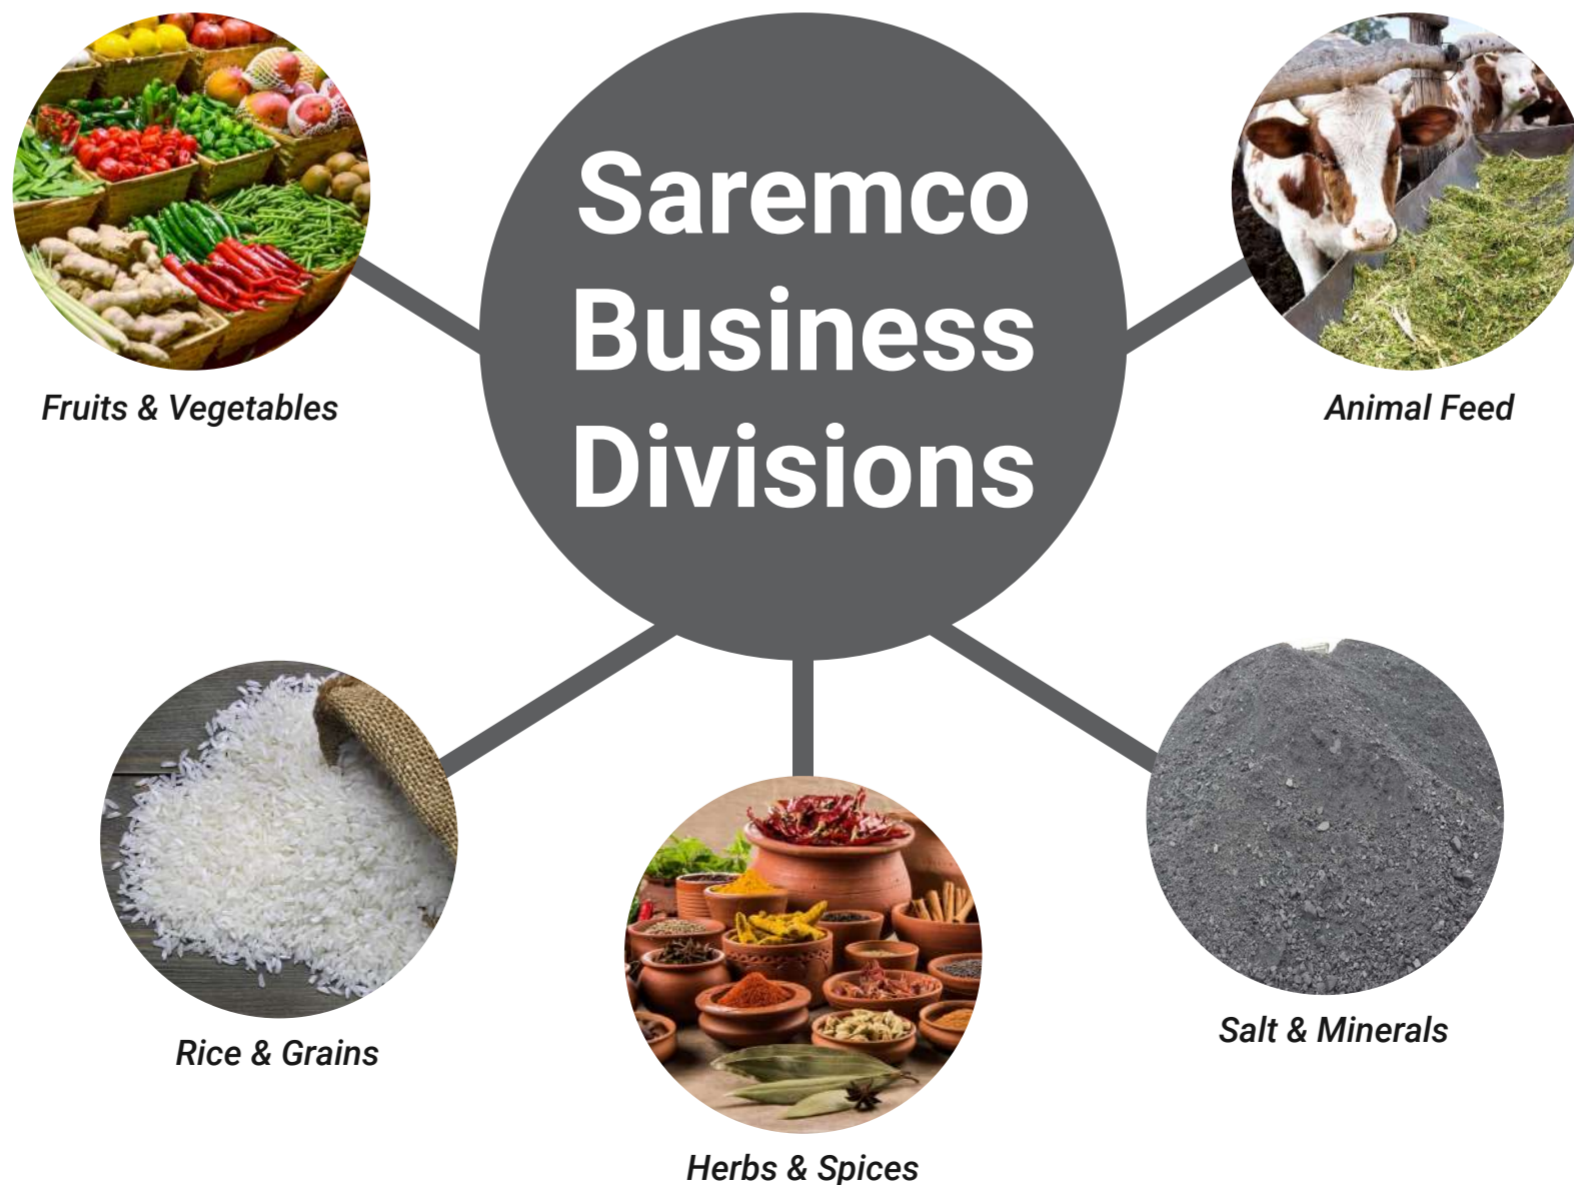 Saremco
Business
Divisions
Fruits & Vegetables
Animal Feed
Rice & Grains
Salt & Minerals
Herbs & Spices